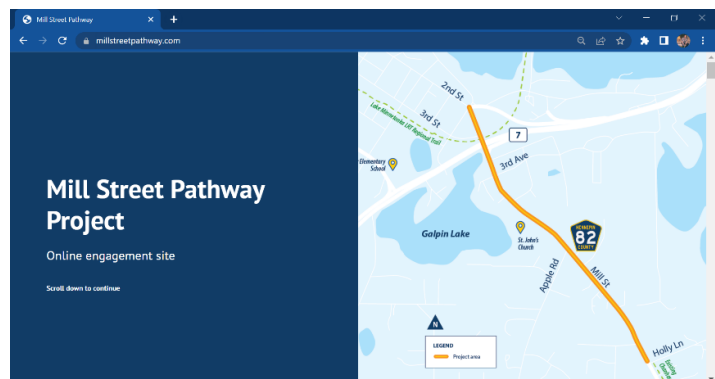 Mill Street Pathway
millstreetpathway.com
Mill Street Pathway
Project
Online engagement site
Scroll down to continue
2nd St
3rd St
Lake Minnetonka LRT Regional Trail
7
3rd Ave
Elementary
School
Galpin Lake
St. John's
Church
HENNEPIN
82
COUNTY
Apple Rd
Mill St
N
LEGEND
Project area
Holly Ln
Existing